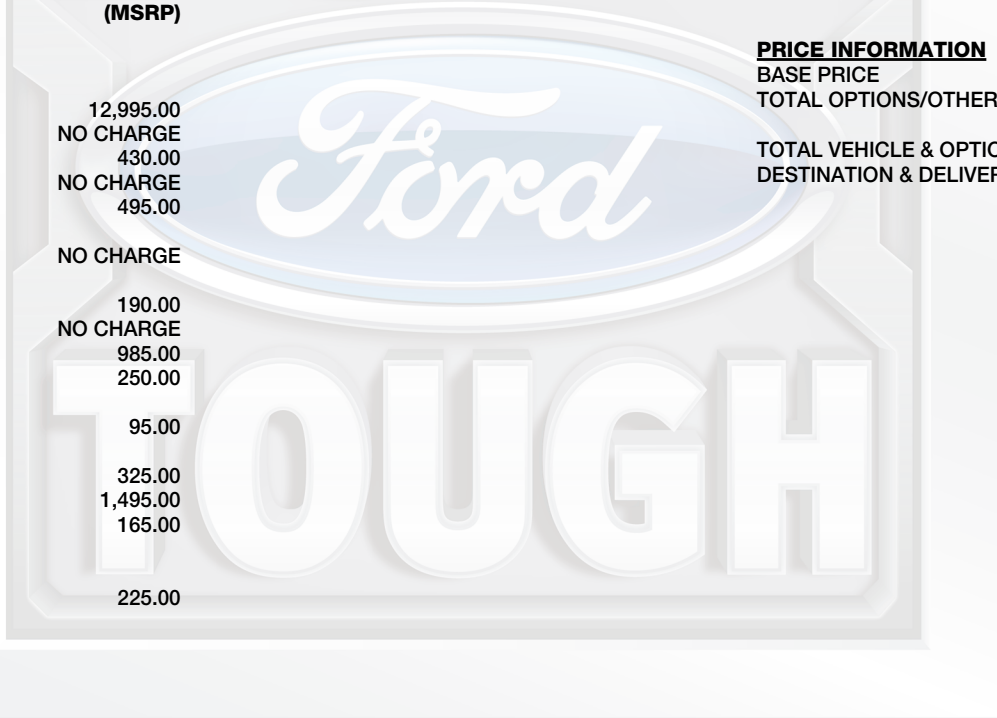 (MSRP)
12,995.00
NO CHARGE
430.00
NO CHARGE
495.00
NO CHARGE
190.00
NO CHARGE
985.00
250.00
95.00
325.00
1,495.00
165.00
225.00
PRICE INFORMATION
BASE PRICE
TOTAL OPTIONS/OTHER
TOTAL VEHICLE & OPTIO
DESTINATION & DELIVER
Ford
TOUGH